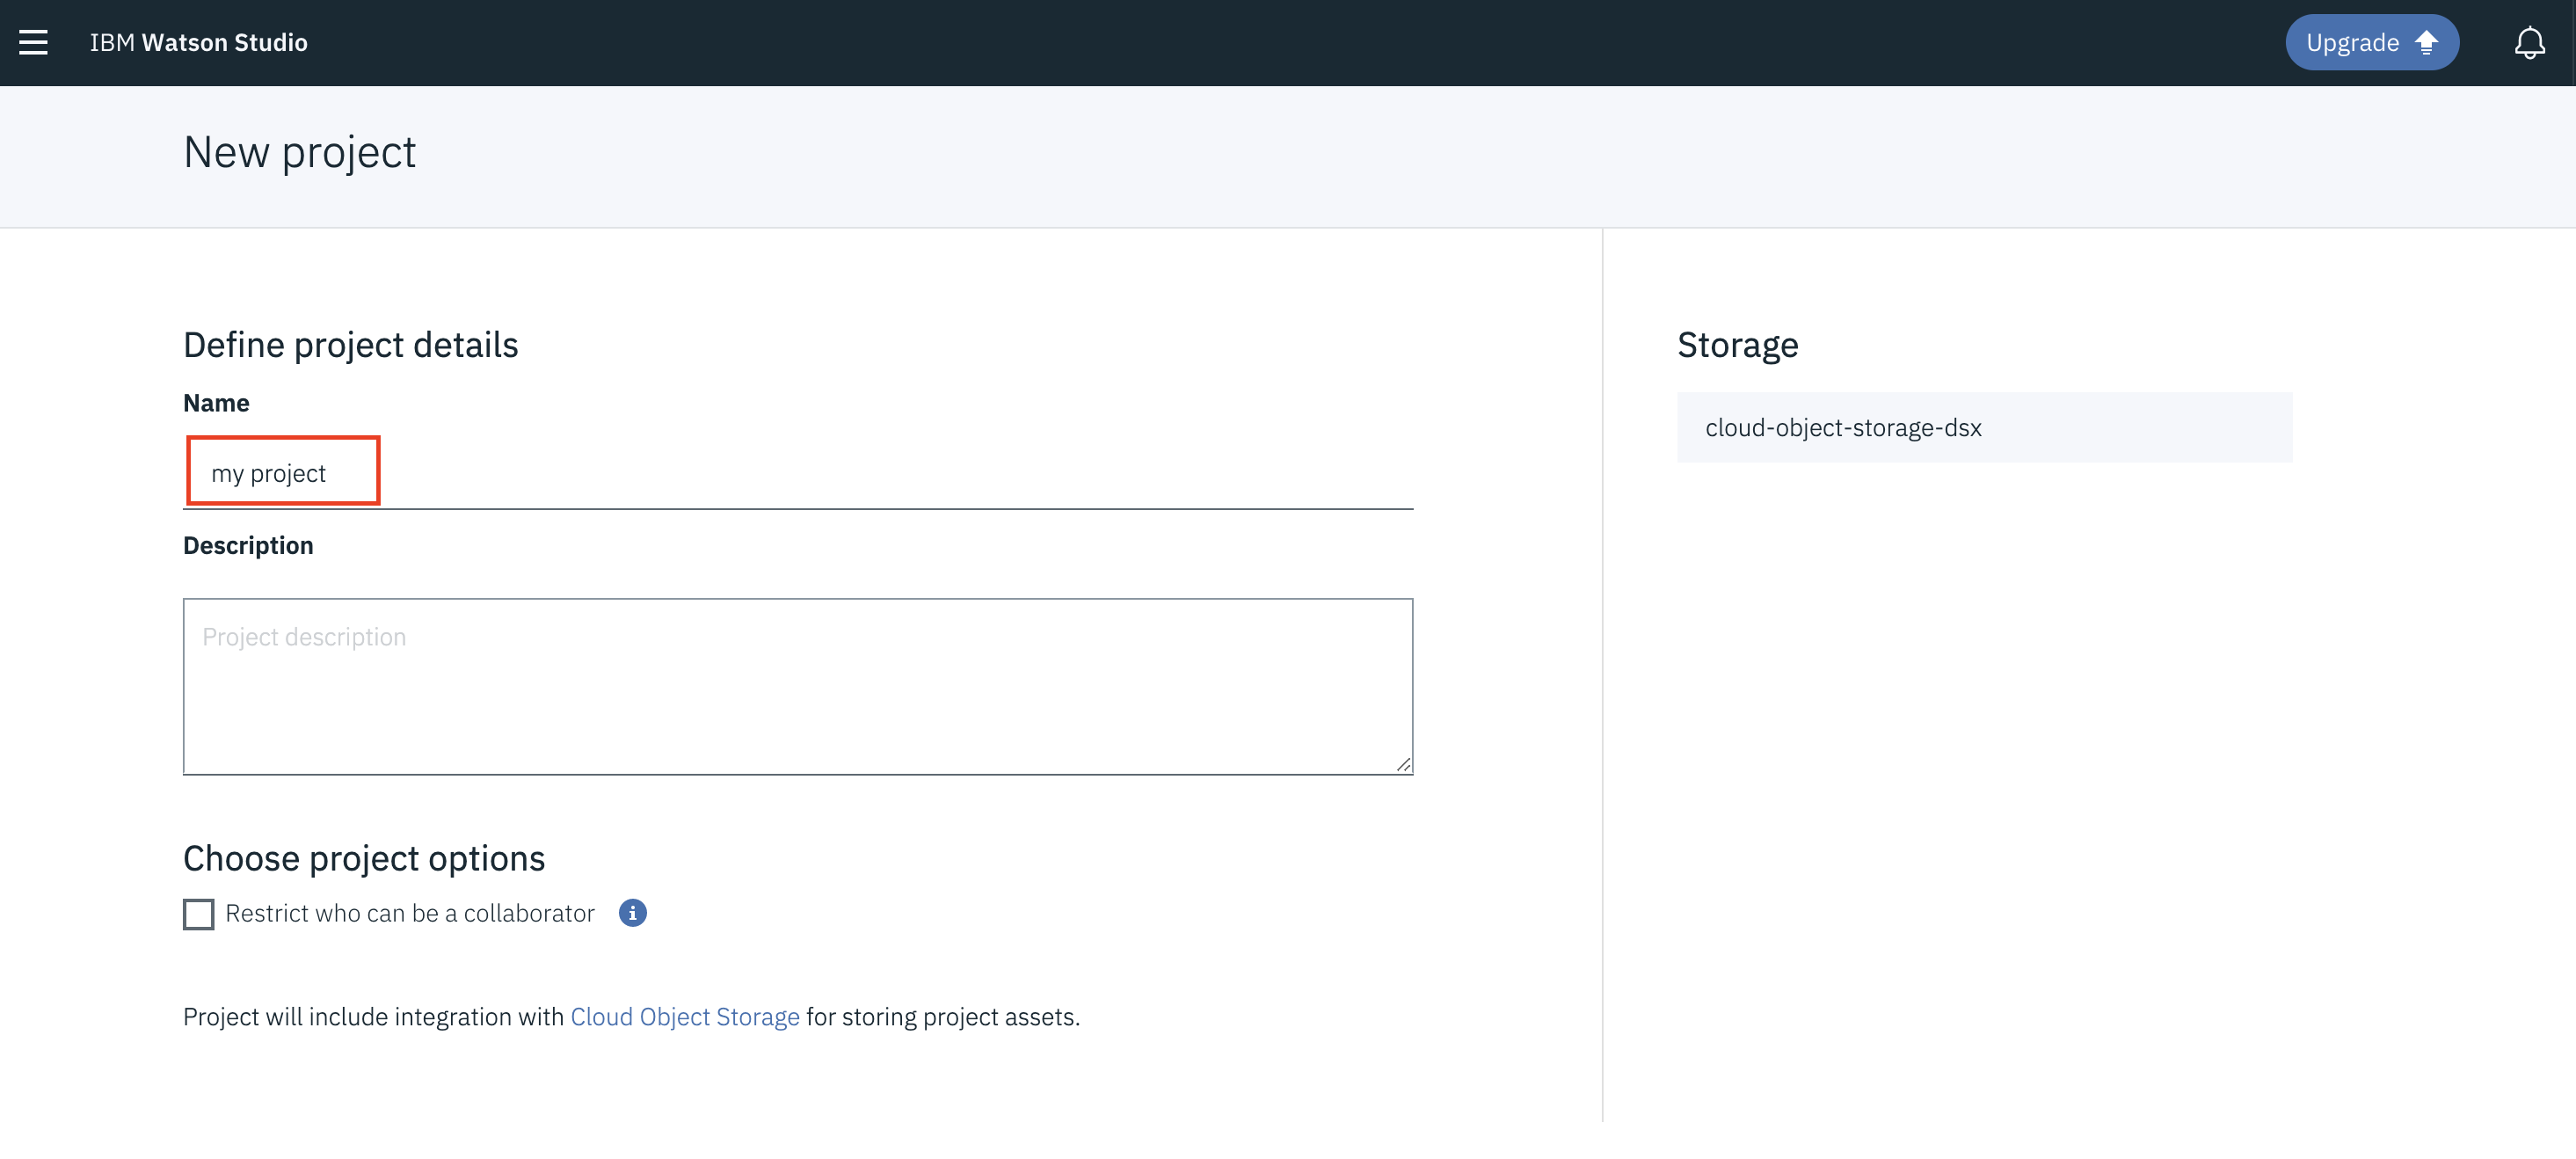 IBM Watson Studio
Upgrade
New project
Define project details
Name
my project
Description
Project description
Choose project options
Restrict who can be a collaborator
Project will include integration with Cloud Object Storage for storing project assets.
Storage
cloud-object-storage-dsx